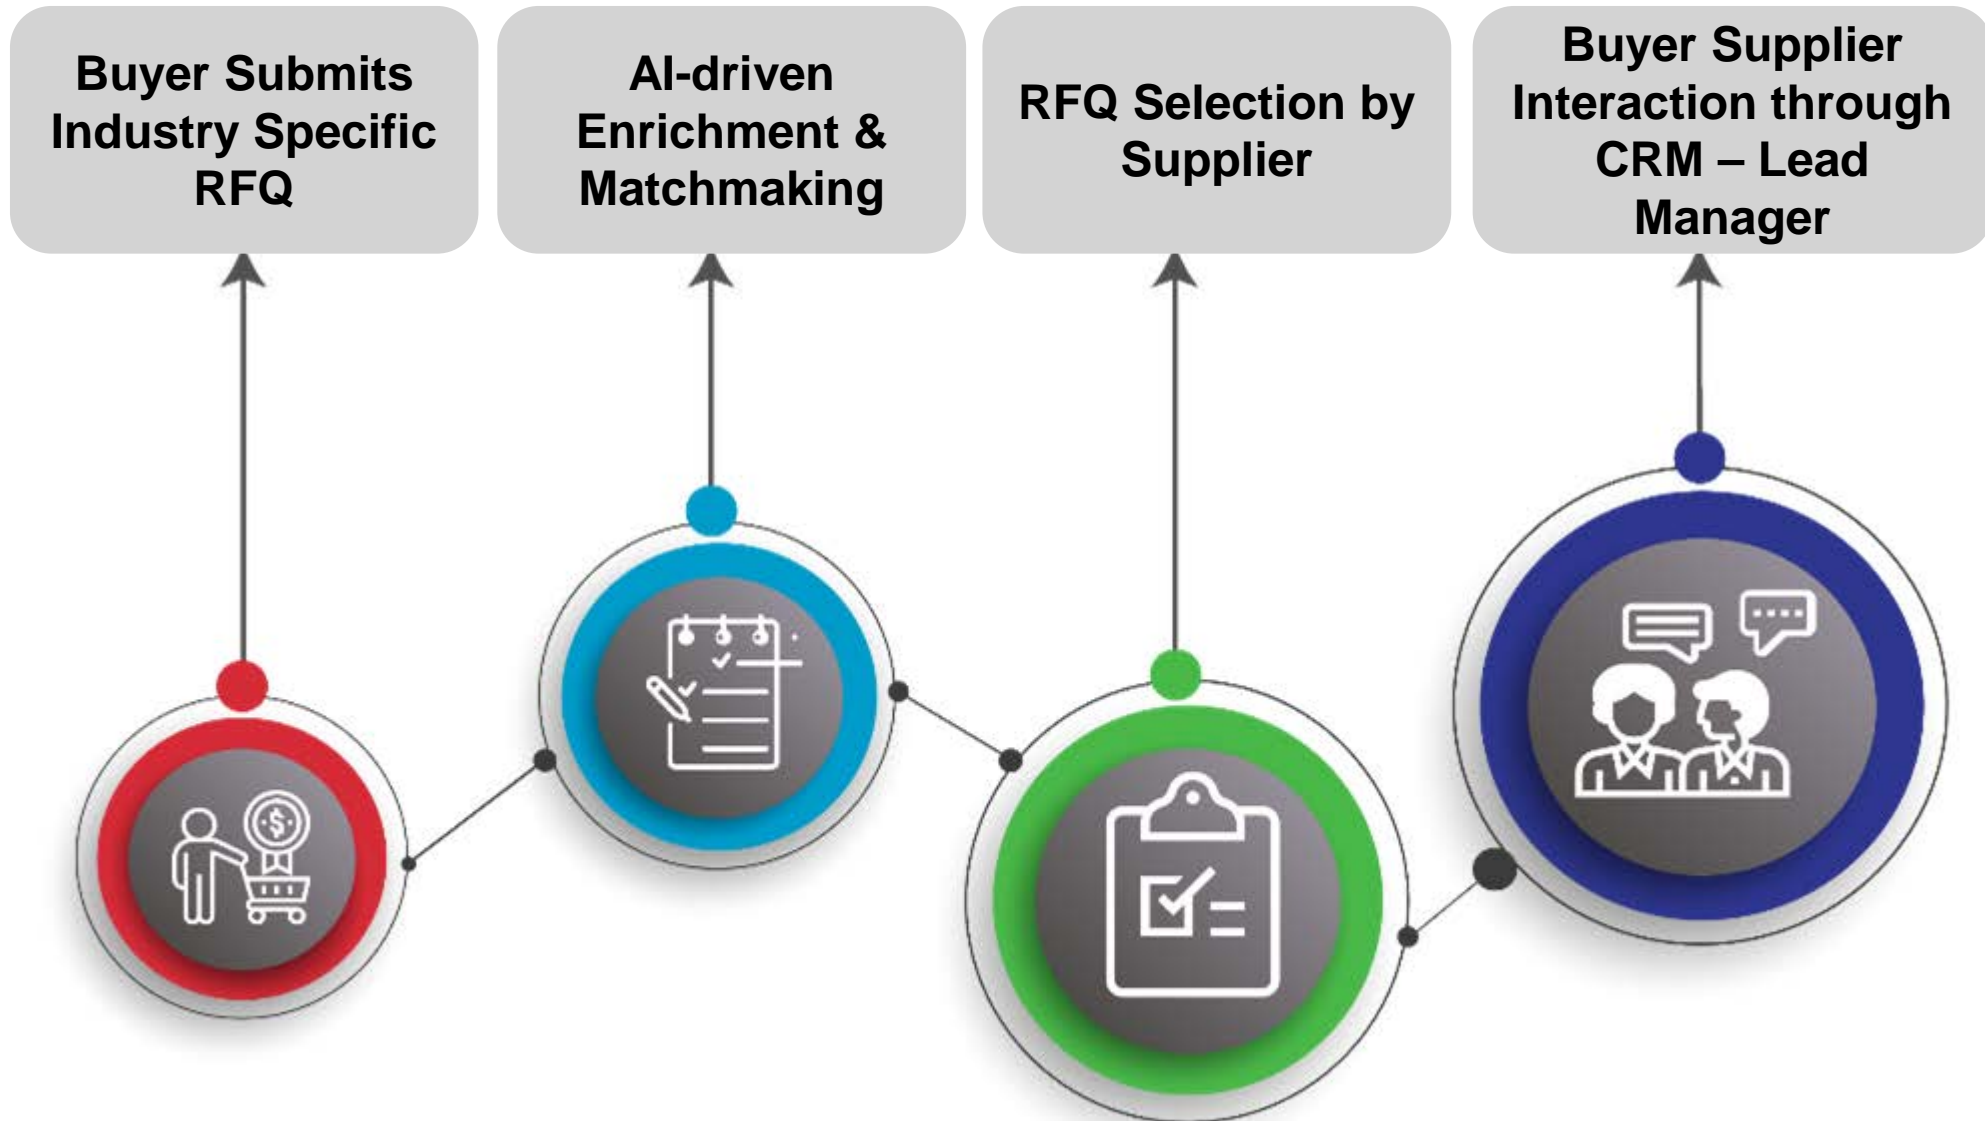 Buyer Submits
Industry Specific
RFQ
AI-driven
Enrichment &
Matchmaking
RFQ Selection by
Supplier
Buyer Supplier
Interaction through
CRM – Lead
Manager
$